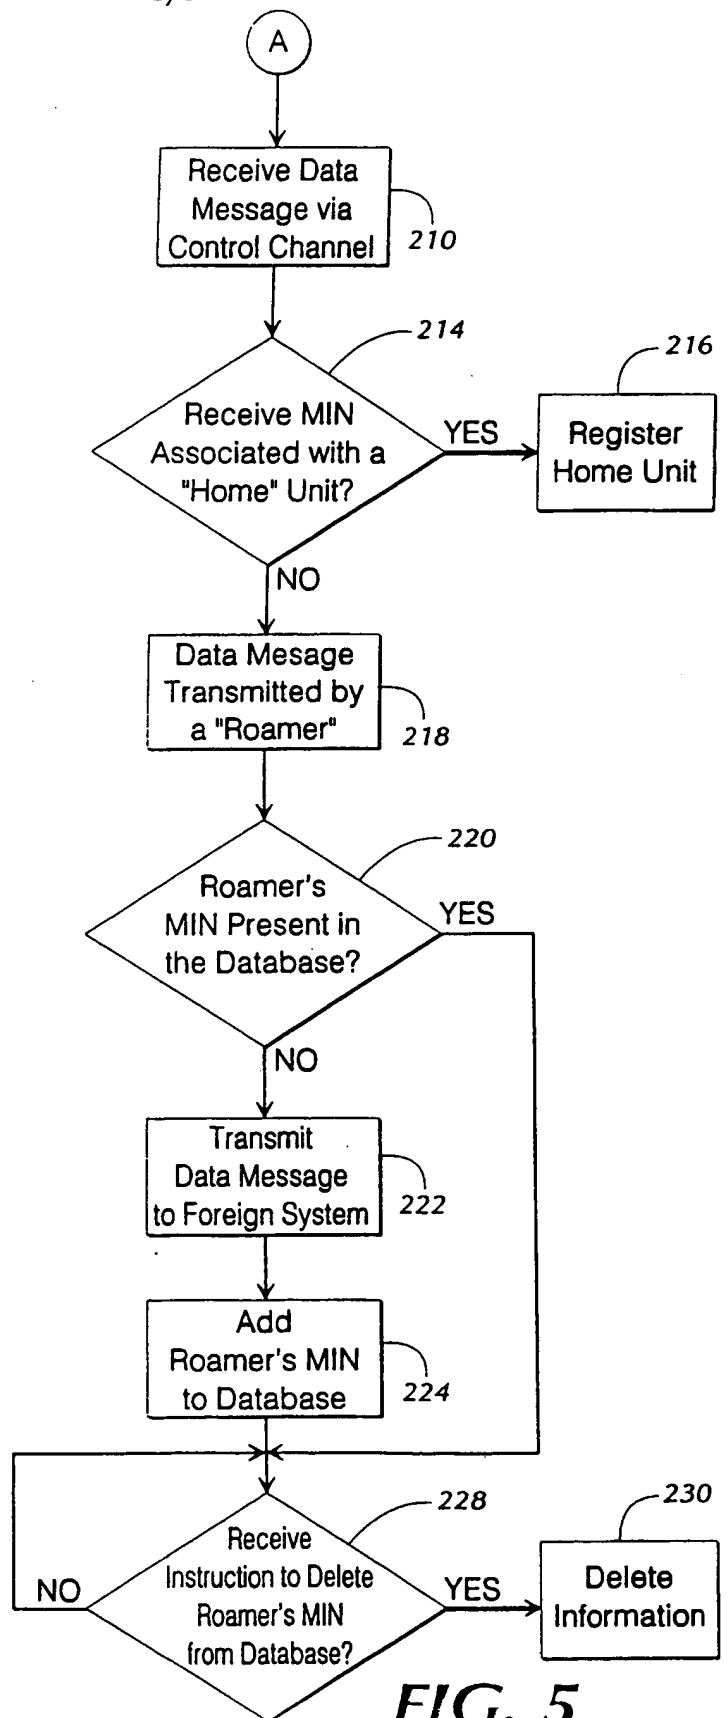 A
Receive Data
Message via
Control Channel
210
214
Receive MIN
Associated with a
"Home" Unit?
YES
216
Register
Home Unit
NO
Data Mesage
Transmitted by
a "Roamer"
218
220
Roamer's
MIN Present in
the Database?
YES
NO
Transmit
Data Message
to Foreign System
222
Add
Roamer's MIN
to Database
224
228
Receive
Instruction to Delete
Roamer's MIN
from Database?
NO
YES
230
Delete
Information
FIG. 5